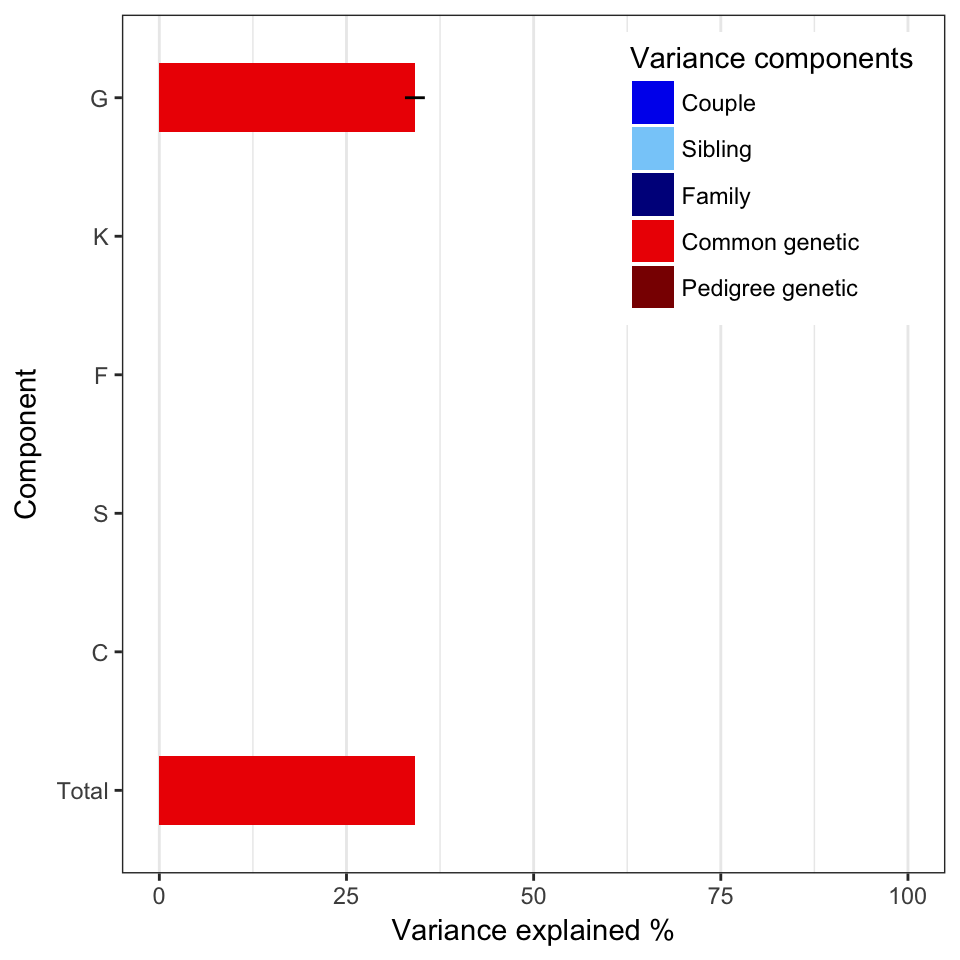 Variance components
Couple
Sibling
Family
Common genetic
Pedigree genetic
G
K
F
S
C
Total
Component
0 25 50 75 100
Variance explained %